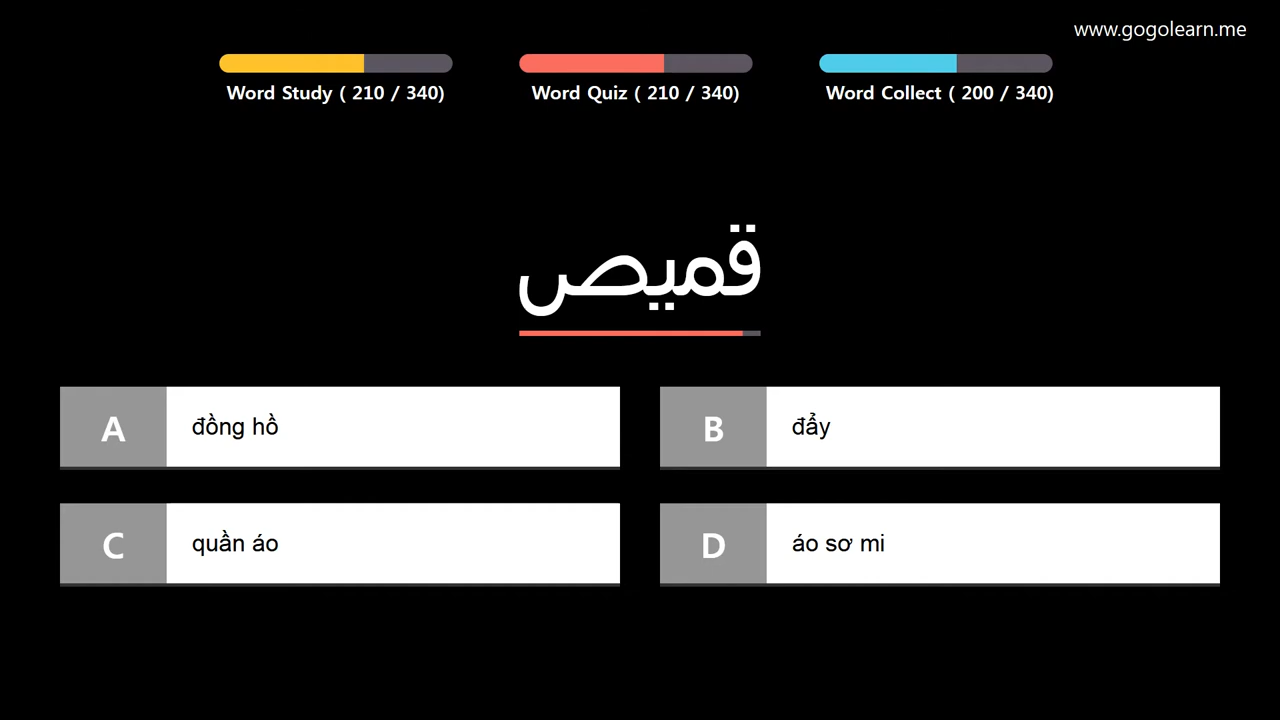 www.gogolearn.me
Word Study ( 210 / 340)
Word Quiz ( 210 / 340)
Word Collect ( 200 / 340)
قميص
A đồng hồ
B đẩy
C quần áo
D áo sơ mi